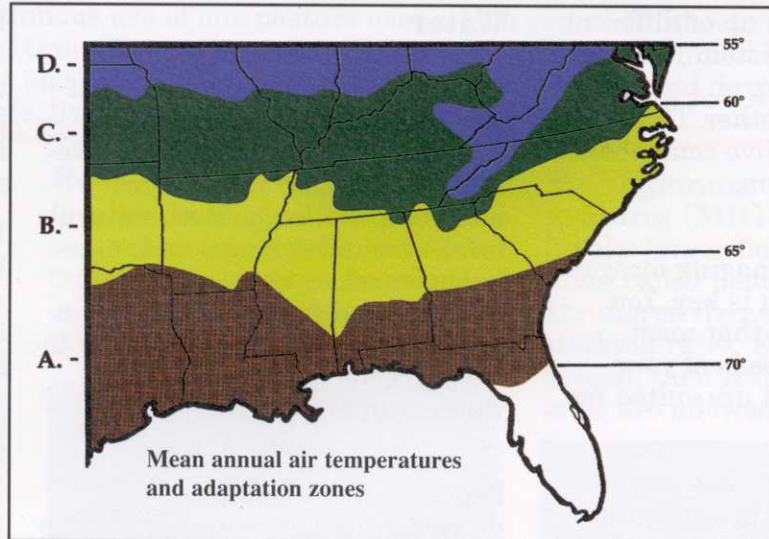 D. -
C. -
B. -
A. -
55°
60°
65°
70°
Mean annual air temperatures
and adaptation zones